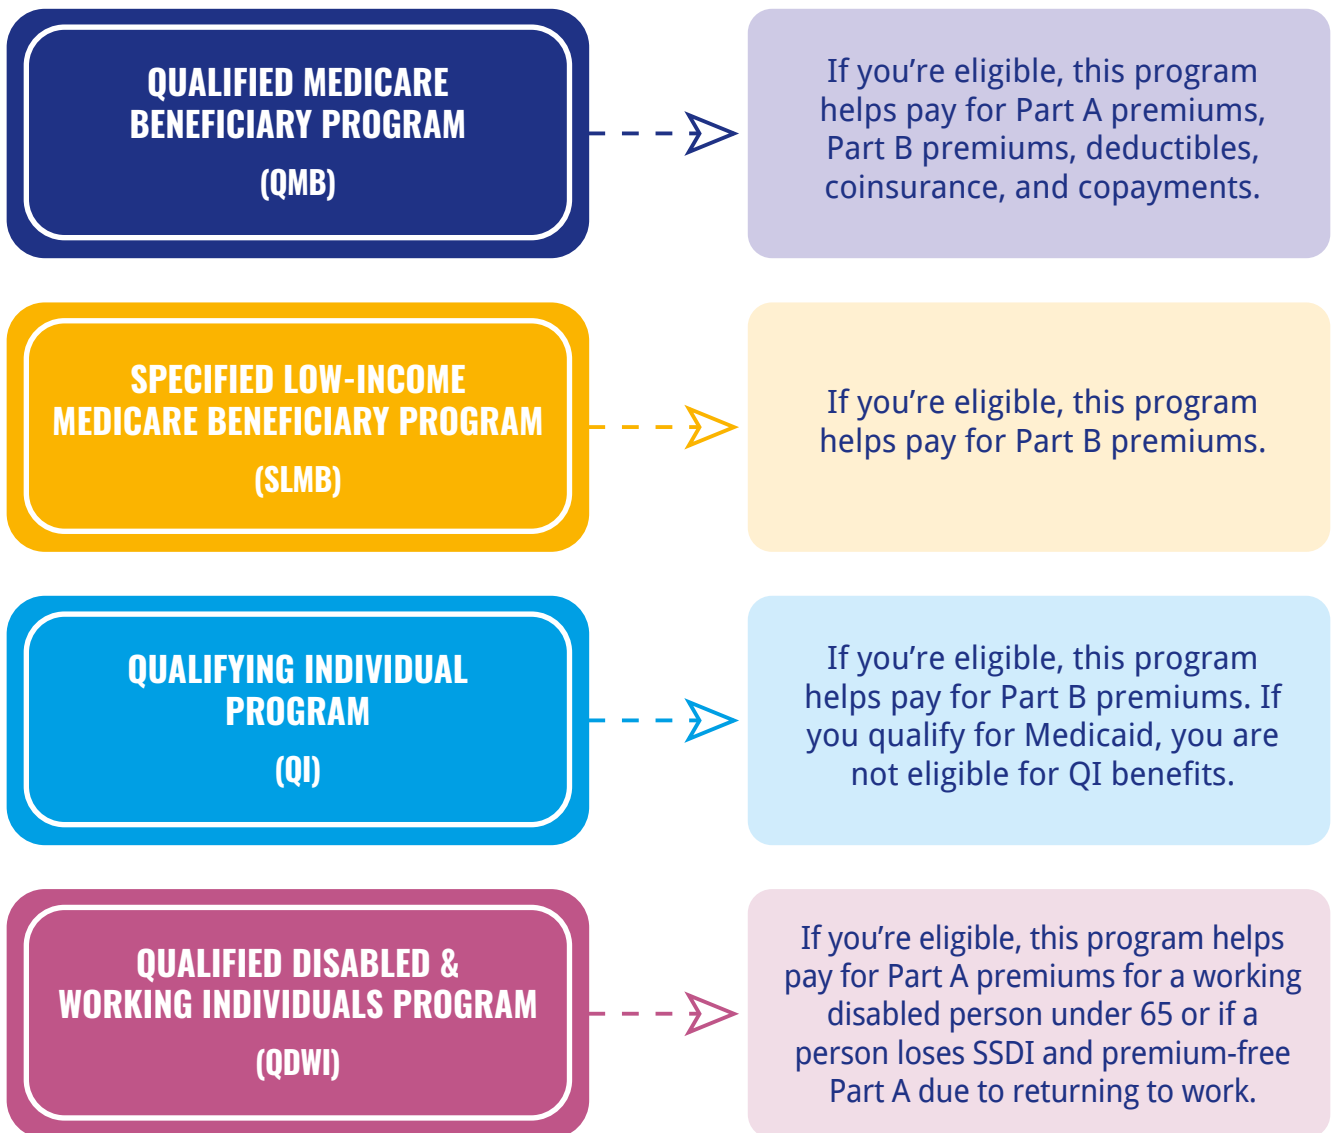 QUALIFIED MEDICARE
BENEFICIARY PROGRAM
(QMB)
If you’re eligible, this program
helps pay for Part A premiums,
Part B premiums, deductibles,
coinsurance, and copayments.
SPECIFIED LOW-INCOME
MEDICARE BENEFICIARY PROGRAM
(SLMB)
If you’re eligible, this program
helps pay for Part B premiums.
QUALIFYING INDIVIDUAL
PROGRAM
(QI)
If you’re eligible, this program
helps pay for Part B premiums. If
you qualify for Medicaid, you are
not eligible for QI benefits.
QUALIFIED DISABLED &
WORKING INDIVIDUALS PROGRAM
(QDWI)
If you’re eligible, this program helps
pay for Part A premiums for a working
disabled person under 65 or if a
person loses SSDI and premium-free
Part A due to returning to work.